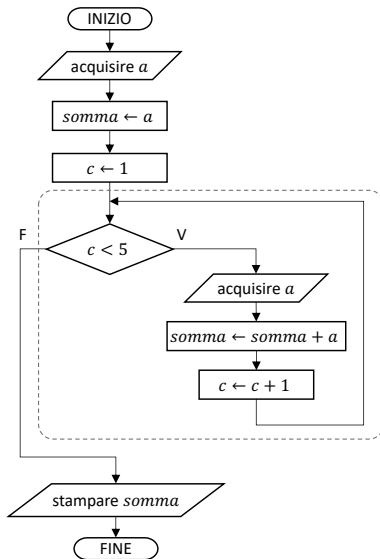 INIZIO
acquisire a
somma ← a
c ← 1
F
V
c < 5
acquisire a
somma ← somma + a
c ← c + 1
stampare somma
FINE